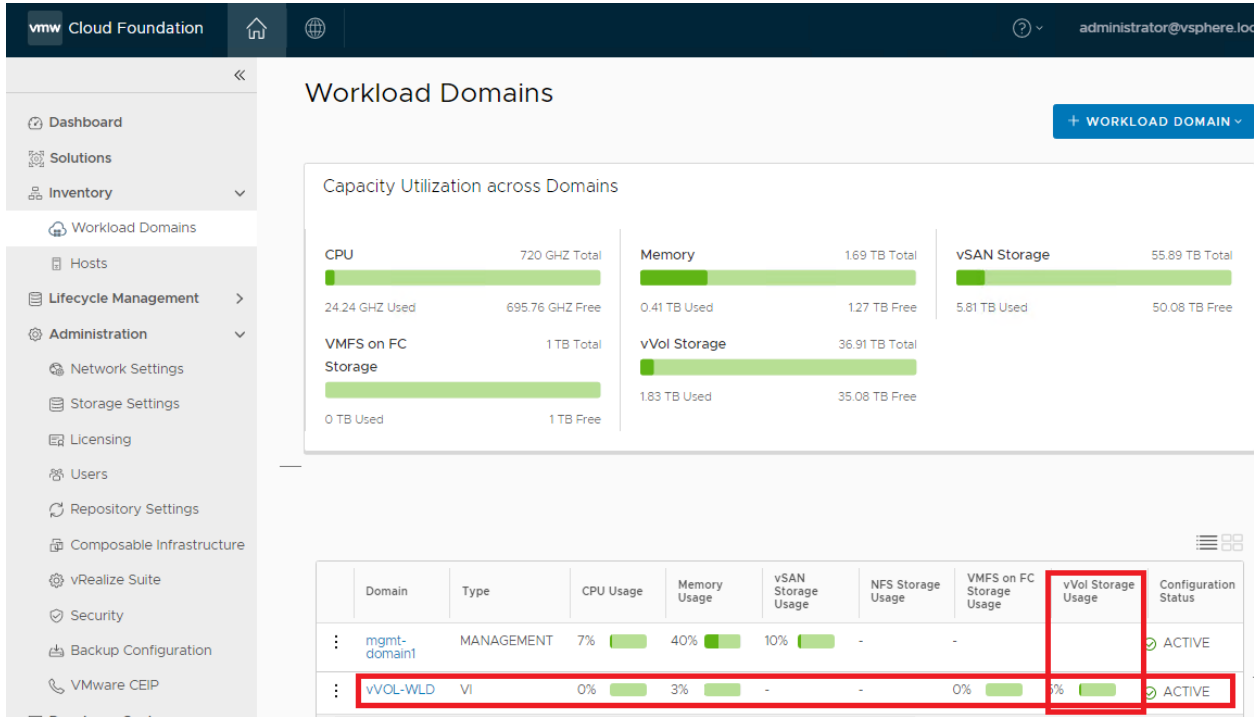 vmw Cloud Foundation
administrator@vsphere.loc
Dashboard
Solutions
Inventory
Workload Domains
Hosts
Lifecycle Management
Administration
Network Settings
Storage Settings
Licensing
Users
Repository Settings
Composable Infrastructure
vRealize Suite
Security
Backup Configuration
VMware CEIP
Workload Domains
+ WORKLOAD DOMAIN
Capacity Utilization across Domains
CPU 720 GHZ Total
24.24 GHZ Used 695.76 GHZ Free
Memory 1.69 TB Total
0.41 TB Used 1.27 TB Free
vSAN Storage 55.89 TB Total
5.81 TB Used 50.08 TB Free
VMFS on FC 1 TB Total
Storage
0 TB Used 1 TB Free
vVol Storage 36.91 TB Total
1.83 TB Used 35.08 TB Free
Domain
Type
CPU Usage
Memory
Usage
vSAN
Storage
Usage
NFS Storage
Usage
VMFS on FC
Storage
Usage
vVol Storage
Usage
Configuration
Status
mgmt-
domain1
MANAGEMENT 7% 40% 10% - - ACTIVE
vVOL-WLD VI 0% 3% - - 0% 5% ACTIVE